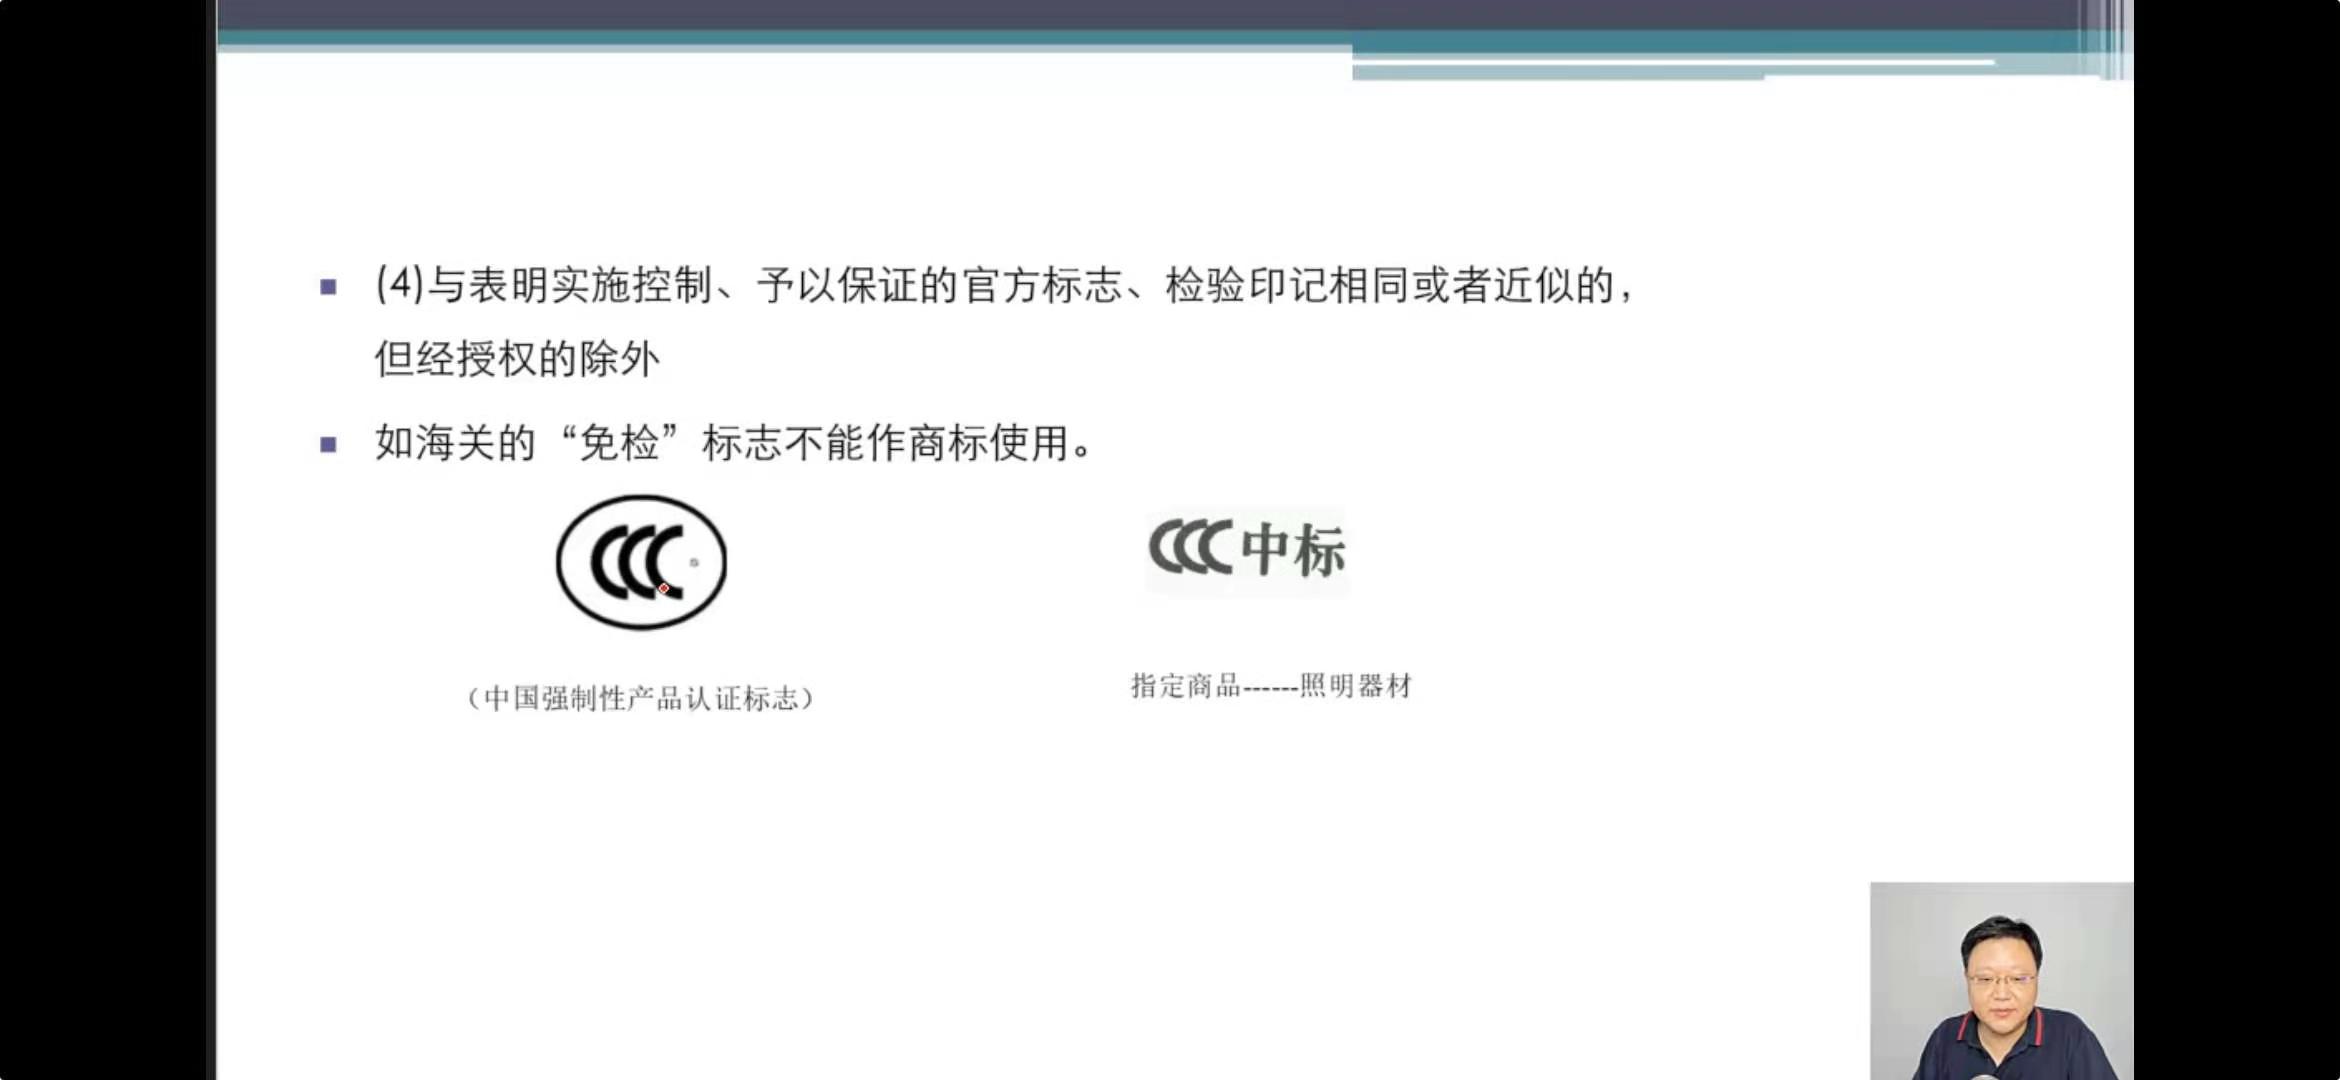 (4)与表明实施控制、予以保证的官方标志、检验印记相同或者近似的，
但经授权的除外
如海关的“免检”标志不能作商标使用。
CCC
CCC中标
（中国强制性产品认证标志）
指定商品------照明器材